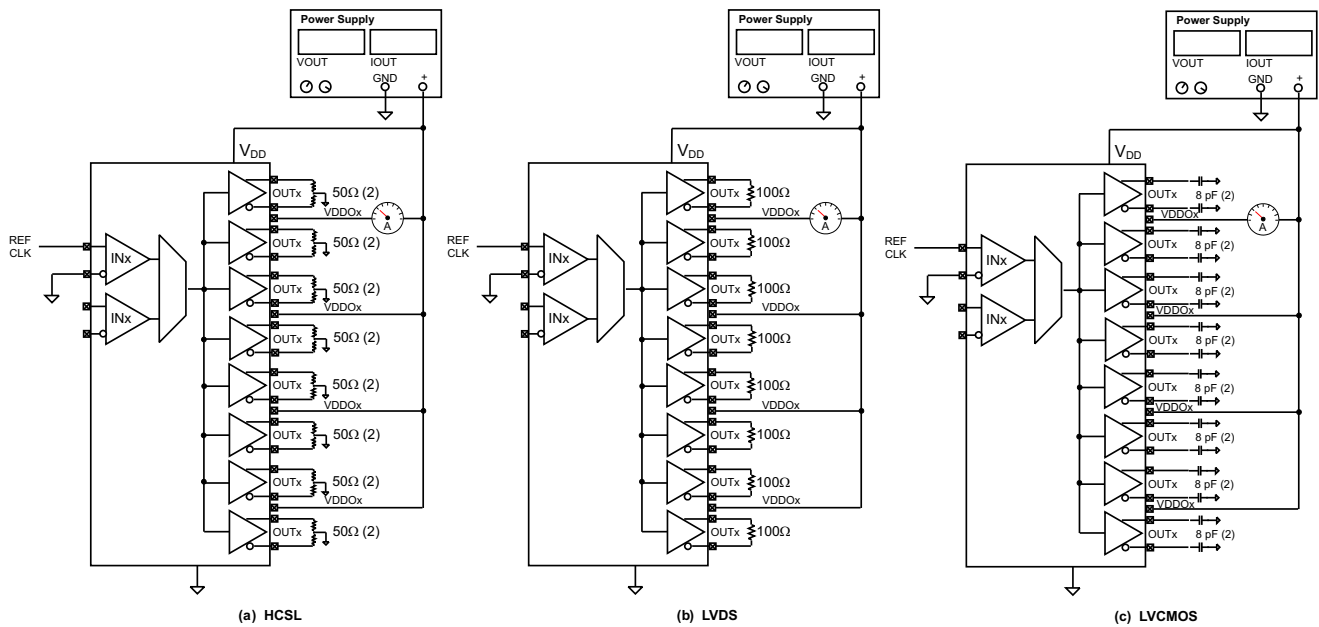 Power Supply
VOUT
IOUT
GND
+
V_DD
REF
CLK
INx
INx
OUTx
50Ω (2)
VDDOx
A
OUTx
50Ω (2)
OUTx
50Ω (2)
VDDOx
OUTx
50Ω (2)
OUTx
50Ω (2)
VDDOx
OUTx
50Ω (2)
OUTx
50Ω (2)
VDDOx
OUTx
50Ω (2)
(a) HCSL
Power Supply
VOUT
IOUT
GND
+
V_DD
REF
CLK
INx
INx
OUTx
100Ω
VDDOx
A
OUTx
100Ω
OUTx
100Ω
VDDOx
OUTx
100Ω
OUTx
100Ω
VDDOx
OUTx
100Ω
OUTx
100Ω
VDDOx
OUTx
100Ω
(b) LVDS
Power Supply
VOUT
IOUT
GND
+
V_DD
REF
CLK
INx
INx
OUTx
8 pF (2)
VDDOx
A
OUTx
8 pF (2)
OUTx
8 pF (2)
VDDOx
OUTx
8 pF (2)
OUTx
8 pF (2)
VDDOx
OUTx
8 pF (2)
OUTx
8 pF (2)
VDDOx
OUTx
8 pF (2)
(c) LVCMOS